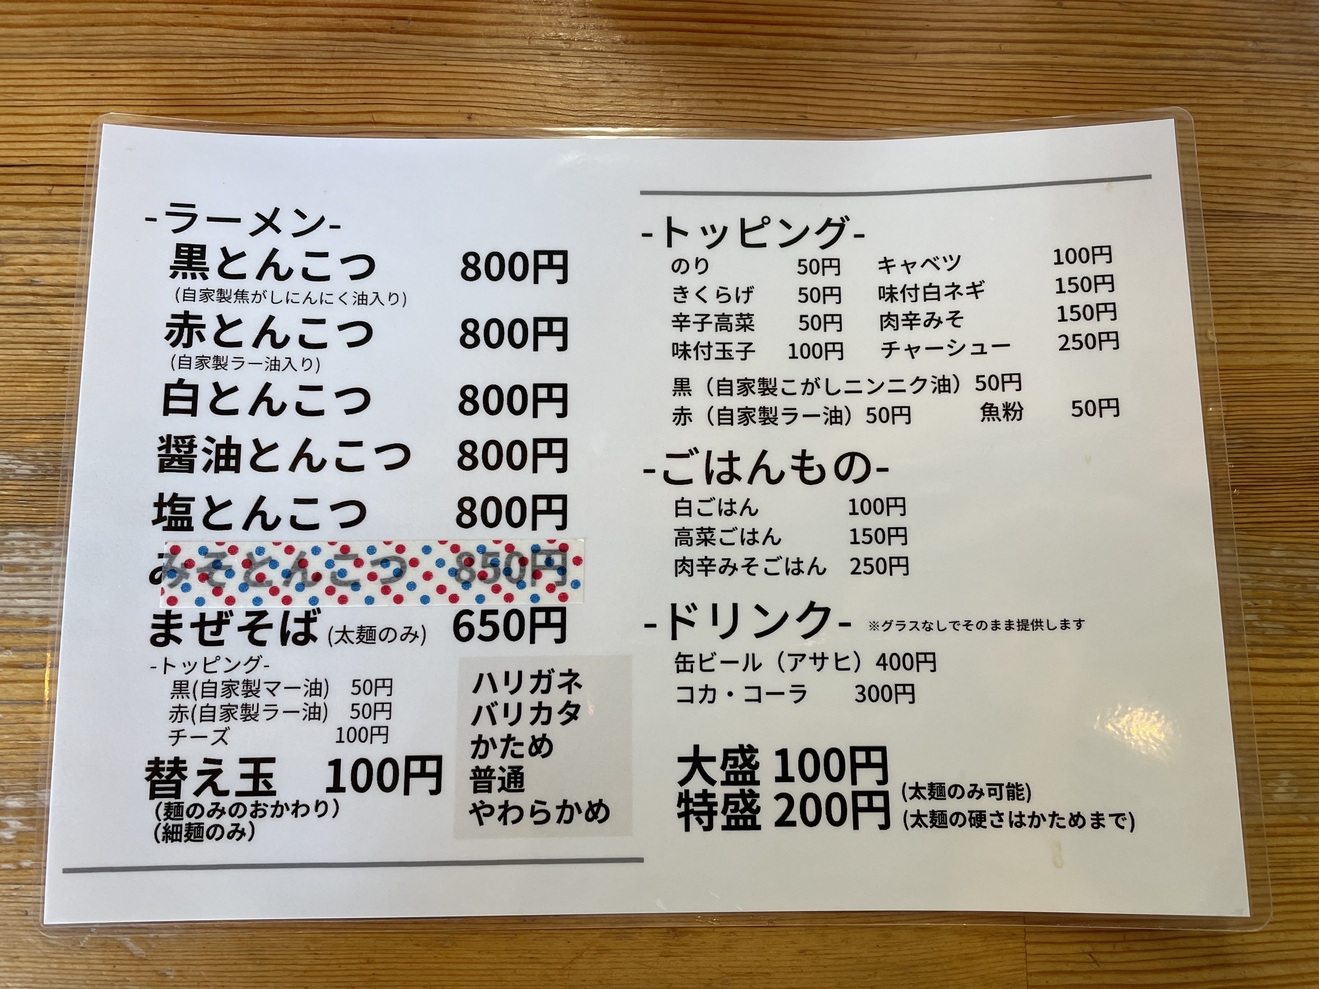 -ラーメン-
黒とんこつ 800円
(自家製焦がしにんにく油入り)
赤とんこつ 800円
(自家製ラー油入り)
白とんこつ 800円
醤油とんこつ 800円
塩とんこつ 800円
みそとんこつ 850円
まぜそば (太麺のみ) 650円
-トッピング-
黒(自家製マー油) 50円
赤(自家製ラー油) 50円
チーズ 100円
替え玉 100円
(麺のみのおかわり)
(細麺のみ)
ハリガネ
バリカタ
かため
普通
やわらかめ
-トッピング-
のり 50円 キャベツ 100円
きくらげ 50円 味付白ネギ 150円
辛子高菜 50円 肉辛みそ 150円
味付玉子 100円 チャーシュー 250円
黒（自家製こがしニンニク油）50円
赤（自家製ラー油）50円 魚粉 50円
-ごはんもの-
白ごはん 100円
高菜ごはん 150円
肉辛みそごはん 250円
-ドリンク- ※グラスなしでそのまま提供します
缶ビール（アサヒ）400円
コカ・コーラ 300円
大盛 100円 (太麺のみ可能)
特盛 200円 (太麺の硬さはかためまで)